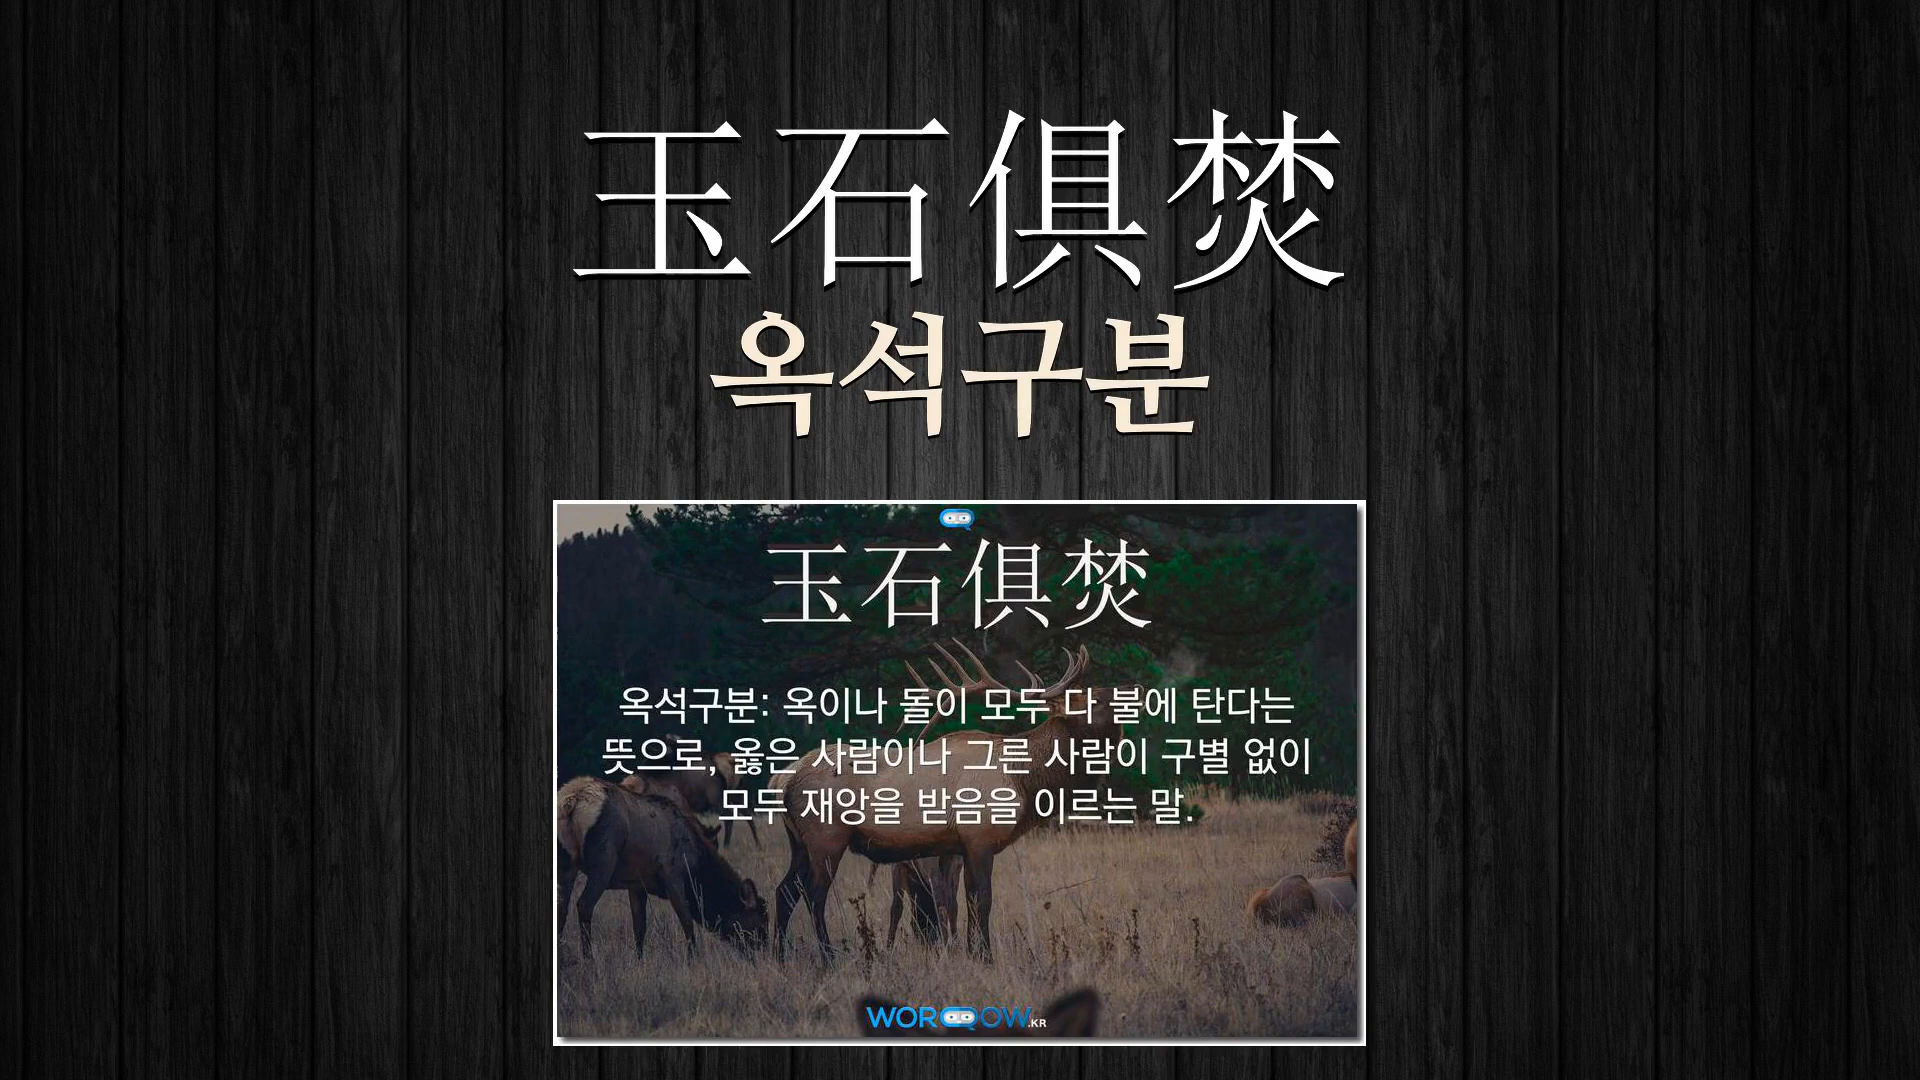 玉石俱焚
옥석구분
玉石俱焚
옥석구분: 옥이나 돌이 모두 다 불에 탄다는
뜻으로, 옳은 사람이나 그른 사람이 구별 없이
모두 재앙을 받음을 이르는 말.
WORQOW.KR